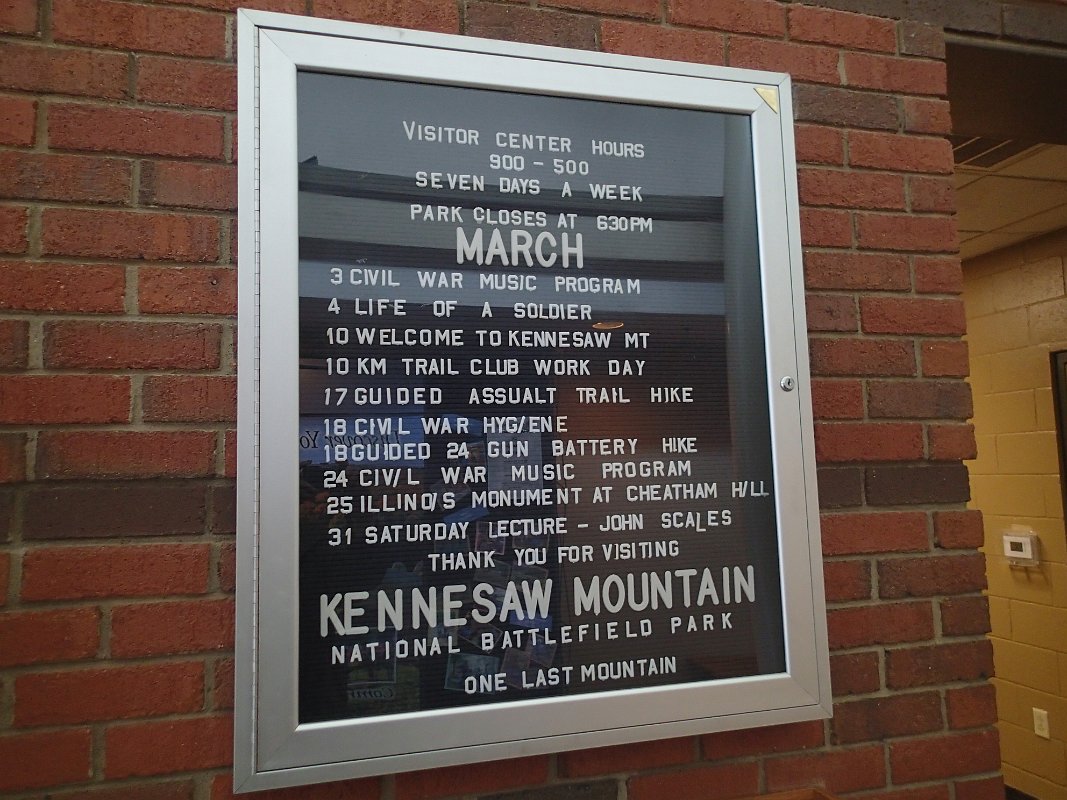 VISITOR CENTER HOURS
900 - 500
SEVEN DAYS A WEEK
PARK CLOSES AT 630PM
MARCH
3 CIVIL WAR MUSIC PROGRAM
4 LIFE OF A SOLDIER
10 WELCOME TO KENNESAW MT
10 KM TRAIL CLUB WORK DAY
17 GUIDED ASSUALT TRAIL HIKE
18 CIVIL WAR HYG/ENE
18 GUIDED 24 GUN BATTERY HIKE
24 CIV/L WAR MUSIC PROGRAM
25 ILLINO/S MONUMENT AT CHEATHAM H/LL
31 SATURDAY LECTURE - JOHN SCALES
THANK YOU FOR VISITING
KENNESAW MOUNTAIN
NATIONAL BATTLEFIELD PARK
ONE LAST MOUNTAIN